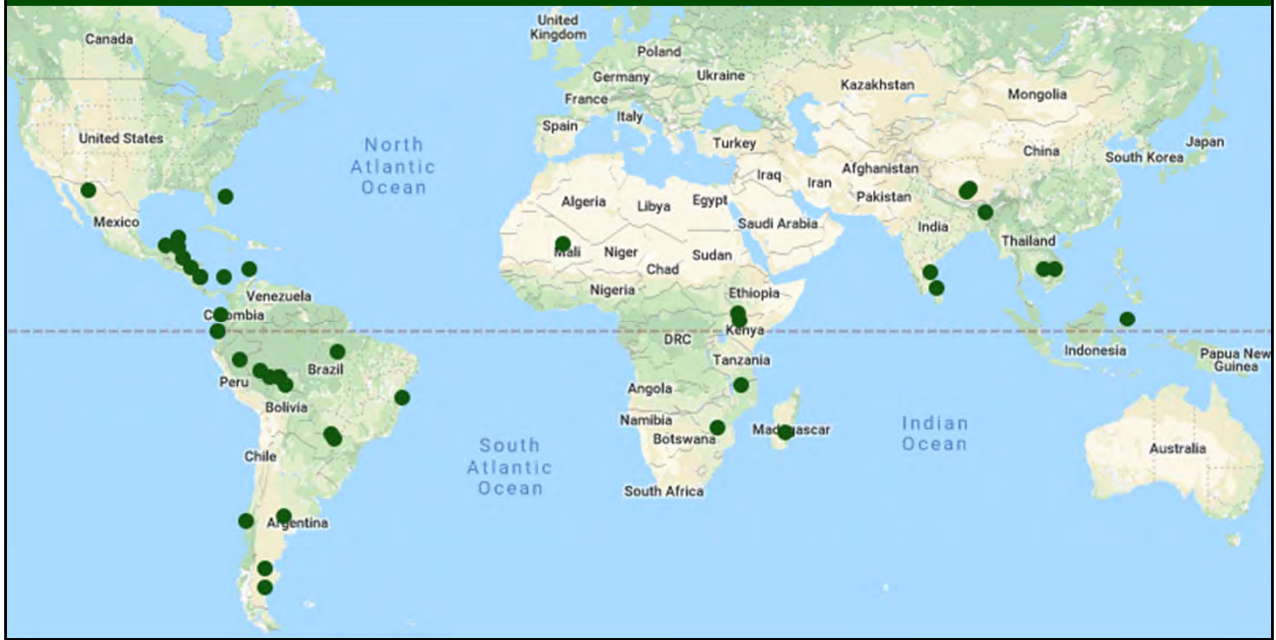 Canada
United
Kingdom
Poland
Germany
Ukraine
France
Kazakhstan
Mongolia
Italy
Spain
United States
Turkey
North
Atlantic
Ocean
Japan
South Korea
China
Afghanistan
Iraq
Iran
Pakistan
Algeria
Libya
Egypt
Mexico
Saudi Arabia
India
Mali
Niger
Sudan
Thailand
Chad
Nigeria
Ethiopia
Venezuela
Colombia
Kenya
DRC
Indonesia
Papua New
Guinea
Tanzania
Brazil
Peru
Angola
Bolivia
Namibia
Botswana
Madagascar
Indian
Ocean
South
Atlantic
Ocean
Chile
Australia
South Africa
Argentina